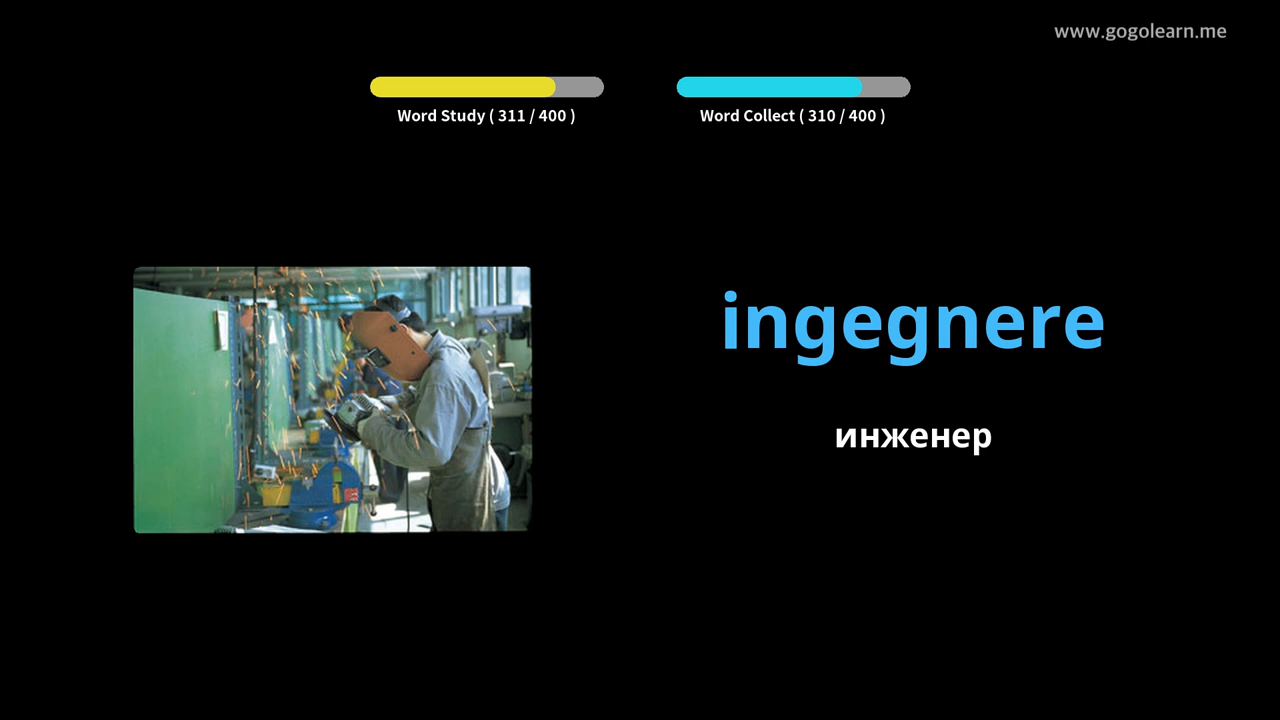 www.gogolearn.me
Word Study ( 311 / 400 )
Word Collect ( 310 / 400 )
ingegnere
инженер